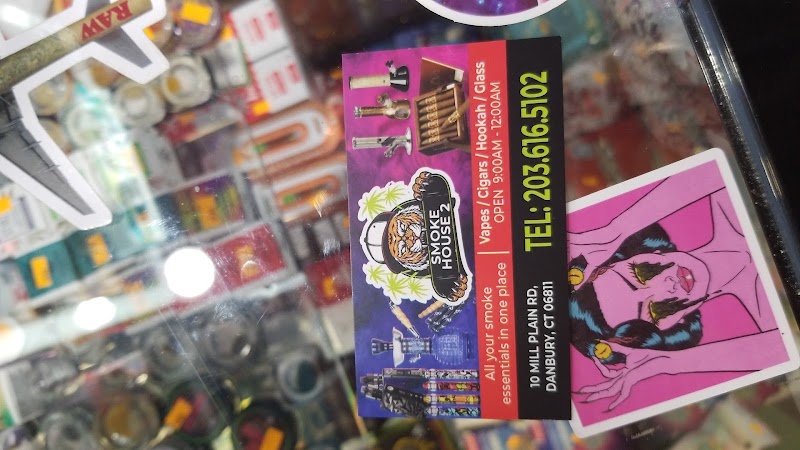 RAW
SMOKE
HOUSE 2
All your smoke
essentials in one place
Vapes / Cigars / Hookah / Glass
OPEN 9:00AM - 12:00AM
10 MILL PLAIN RD,
DANBURY, CT 06811
TEL: 203.616.5102